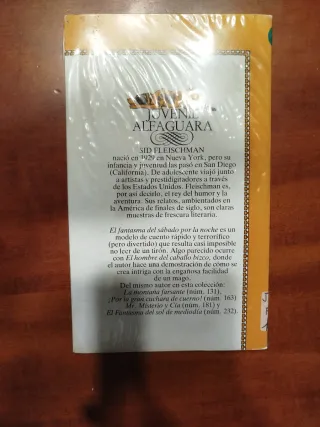 JUVENIL
ALFAGUARA
SID FLEISCHMAN
nació en 1929 en Nueva York, pero su
infancia y juventud las pasó en San Diego
(California). De adolescente viajó junto
a artistas y prestidigitadores a través
de los Estados Unidos. Fleischman es,
por así decirlo, el rey del humor y la
aventura. Sus relatos, ambientados en
la América de finales de siglo, son claras
muestras de frescura literaria.
El fantasma del sábado por la noche es un
modelo de cuento rápido y terrorífico
(pero divertido) que resulta casi imposible
no leer de un tirón. Algo parecido ocurre
con El hombre del caballo bizco, donde
el autor hace una demostración de cómo se
crea intriga con la engañosa facilidad
de un mago.
Del mismo autor en esta colección:
La montaña farsante (núm. 131),
¡Por la gran cuchara de cuerno! (núm. 163)
Mr. Misterio y Cía (núm. 181) y
El Fantasma del sol de mediodía (núm. 232).